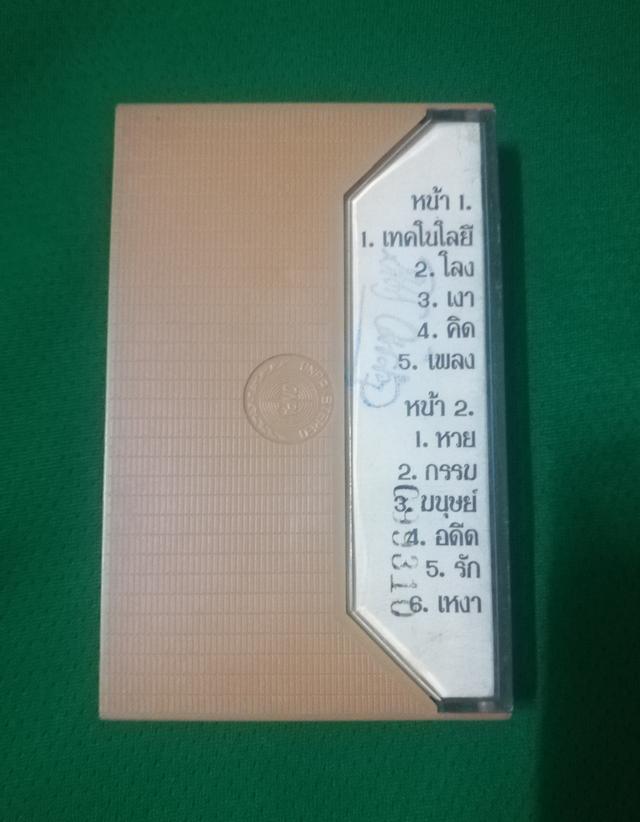 หน้า 1.
1. เทคโนโลยี
2. โลง
3. เงา
4. คิด
5. เพลง
หน้า 2.
1. หวย
2. กรรม
3. มนุษย์
4. อดีต
5. รัก
6. เหงา